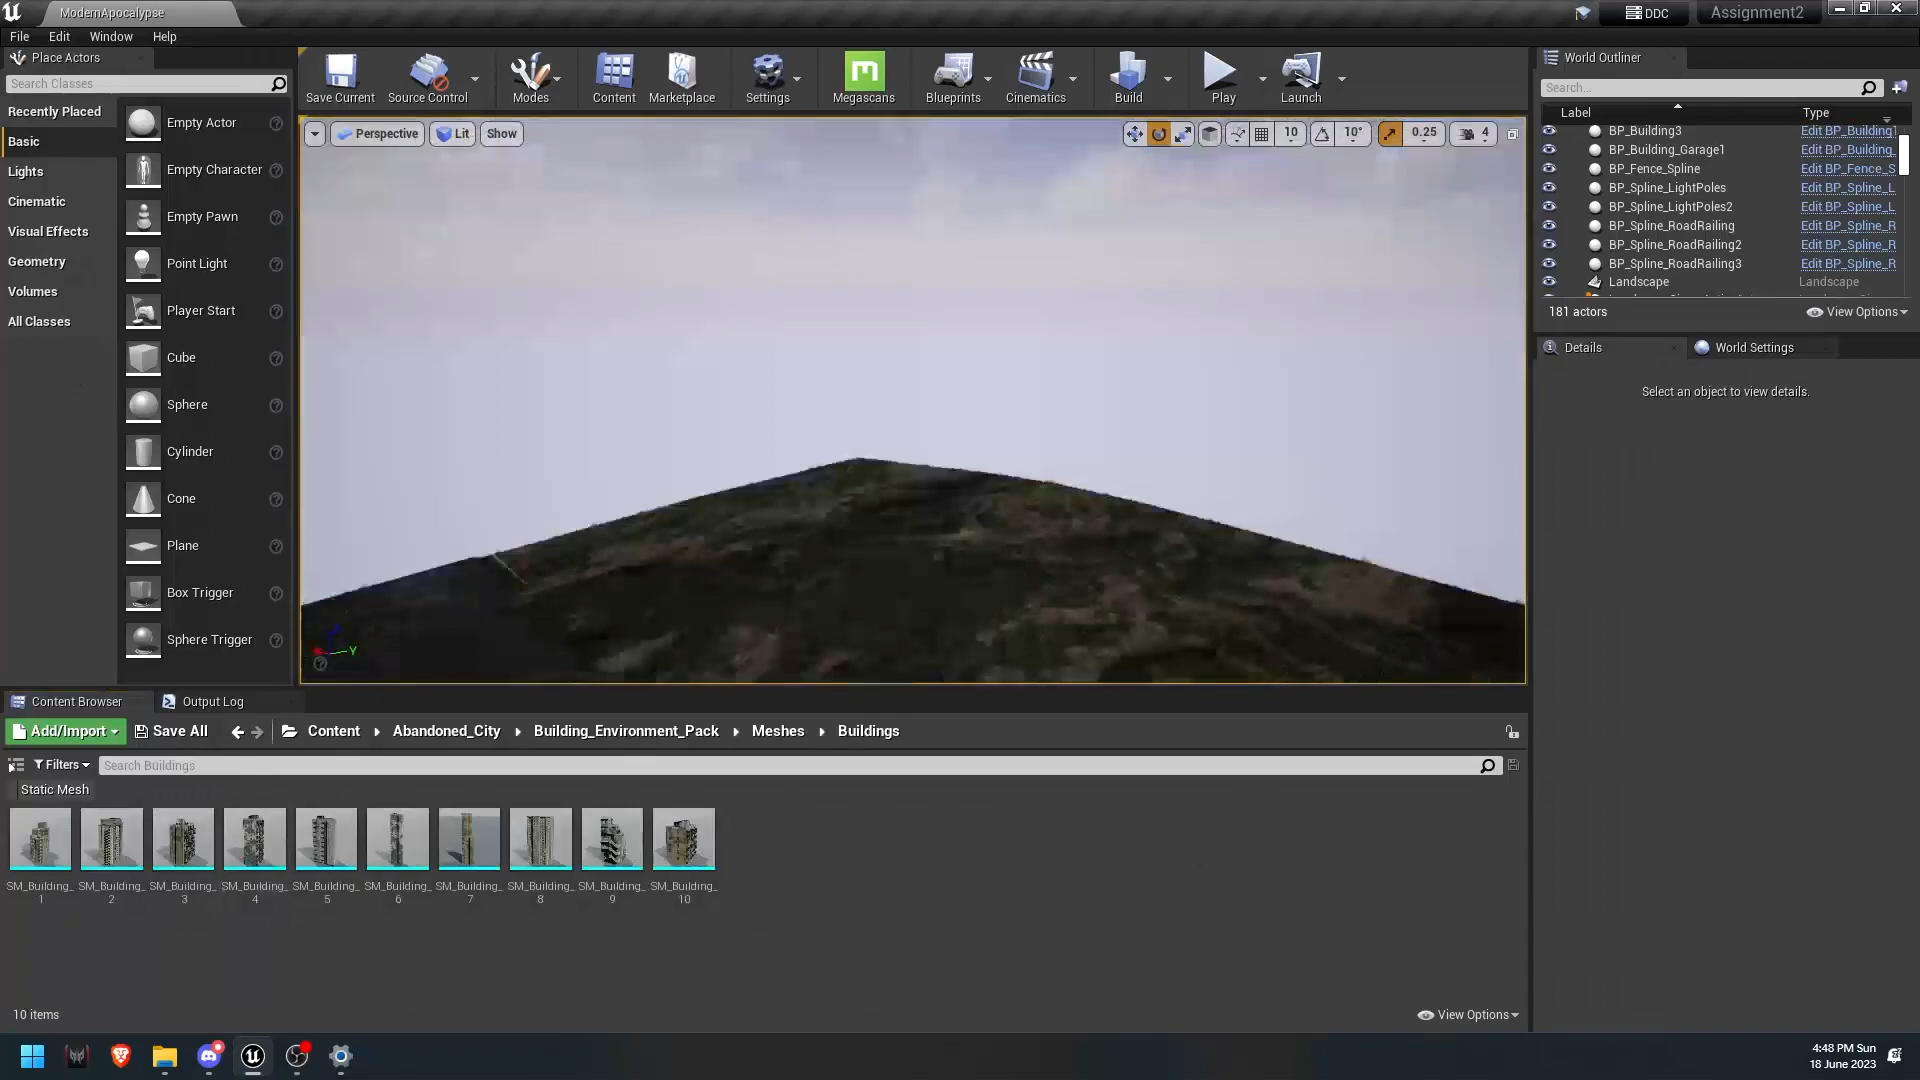 ModernApocalypse
DDC
Assignment2
File Edit Window Help
Place Actors
Search Classes
Recently Placed
Basic
Lights
Cinematic
Visual Effects
Geometry
Volumes
All Classes
Empty Actor
Empty Character
Empty Pawn
Point Light
Player Start
Cube
Sphere
Cylinder
Cone
Plane
Box Trigger
Sphere Trigger
Save Current
Source Control
Modes
Content
Marketplace
Settings
Megascans
Blueprints
Cinematics
Build
Play
Launch
Perspective
Lit
Show
10
10°
0.25
4
Y
World Outliner
Search...
Label Type
BP_Building3 Edit BP_Building1
BP_Building_Garage1 Edit BP_Building_
BP_Fence_Spline Edit BP_Fence_S
BP_Spline_LightPoles Edit BP_Spline_L
BP_Spline_LightPoles2 Edit BP_Spline_L
BP_Spline_RoadRailing Edit BP_Spline_R
BP_Spline_RoadRailing2 Edit BP_Spline_R
BP_Spline_RoadRailing3 Edit BP_Spline_R
Landscape Landscape
181 actors View Options
Details World Settings
Select an object to view details.
Content Browser Output Log
Add/Import Save All Content Abandoned_City Building_Environment_Pack Meshes Buildings
Filters Search Buildings
Static Mesh
SM_Building_
1
SM_Building_
2
SM_Building_
3
SM_Building_
4
SM_Building_
5
SM_Building_
6
SM_Building_
7
SM_Building_
8
SM_Building_
9
SM_Building_
10
10 items View Options
4:48 PM Sun
18 June 2023